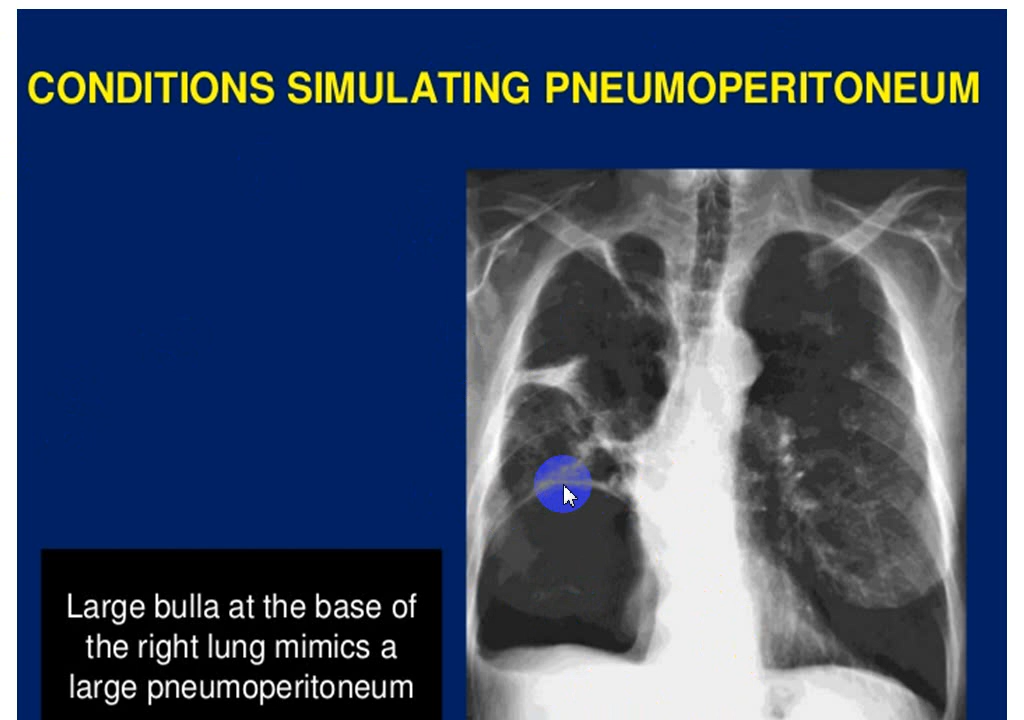 CONDITIONS SIMULATING PNEUMOPERITONEUM
Large bulla at the base of
the right lung mimics a
large pneumoperitoneum